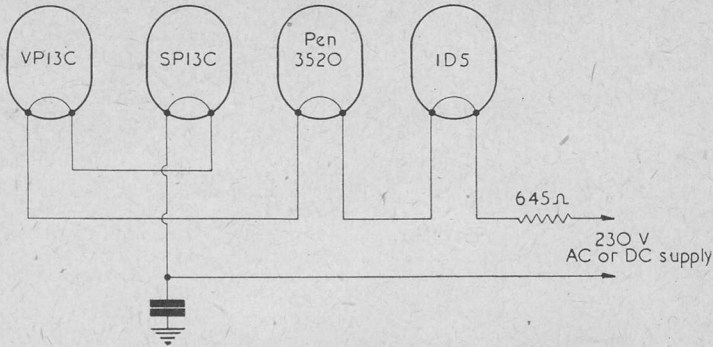 VP13C
SP13C
Pen
3520
1D5
645Ω
230 V
AC or DC supply